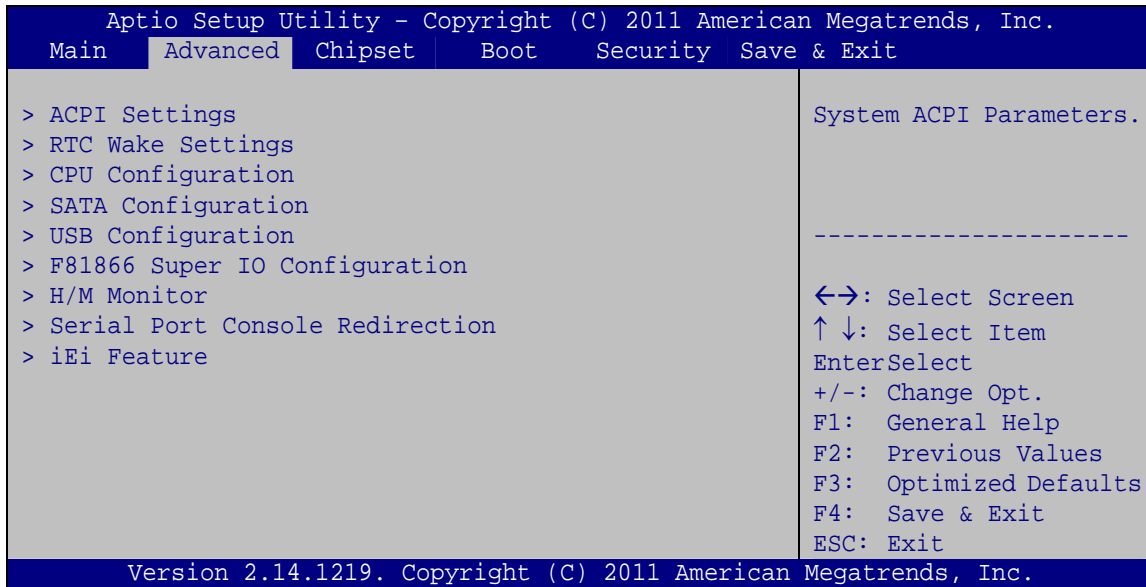 Aptio Setup Utility – Copyright (C) 2011 American Megatrends, Inc.
Main Advanced Chipset Boot Security Save & Exit
> ACPI Settings
> RTC Wake Settings
> CPU Configuration
> SATA Configuration
> USB Configuration
> F81866 Super IO Configuration
> H/M Monitor
> Serial Port Console Redirection
> iEi Feature
System ACPI Parameters.
----------------------
←→: Select Screen
↑ ↓: Select Item
EnterSelect
+/-: Change Opt.
F1: General Help
F2: Previous Values
F3: Optimized Defaults
F4: Save & Exit
ESC: Exit
Version 2.14.1219. Copyright (C) 2011 American Megatrends, Inc.